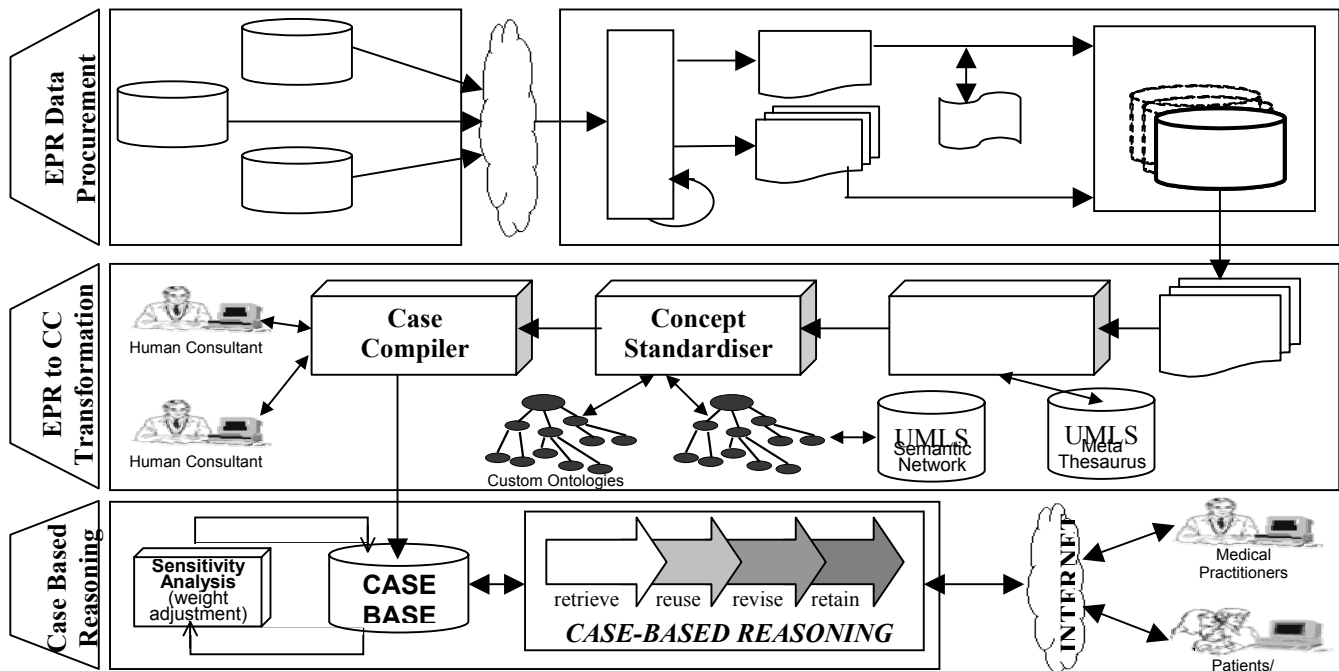 EPR Data
Procurement
EPR to CC
Transformation
Human Consultant
Human Consultant
Case
Compiler
Concept
Standardiser
Custom Ontologies
UMLS
Semantic
Network
UMLS
Meta
Thesaurus
Case Based
Reasoning
Sensitivity
Analysis
(weight
adjustment)
CASE
BASE
retrieve
reuse
revise
retain
CASE-BASED REASONING
INTERNET
Medical
Practitioners
Patients/